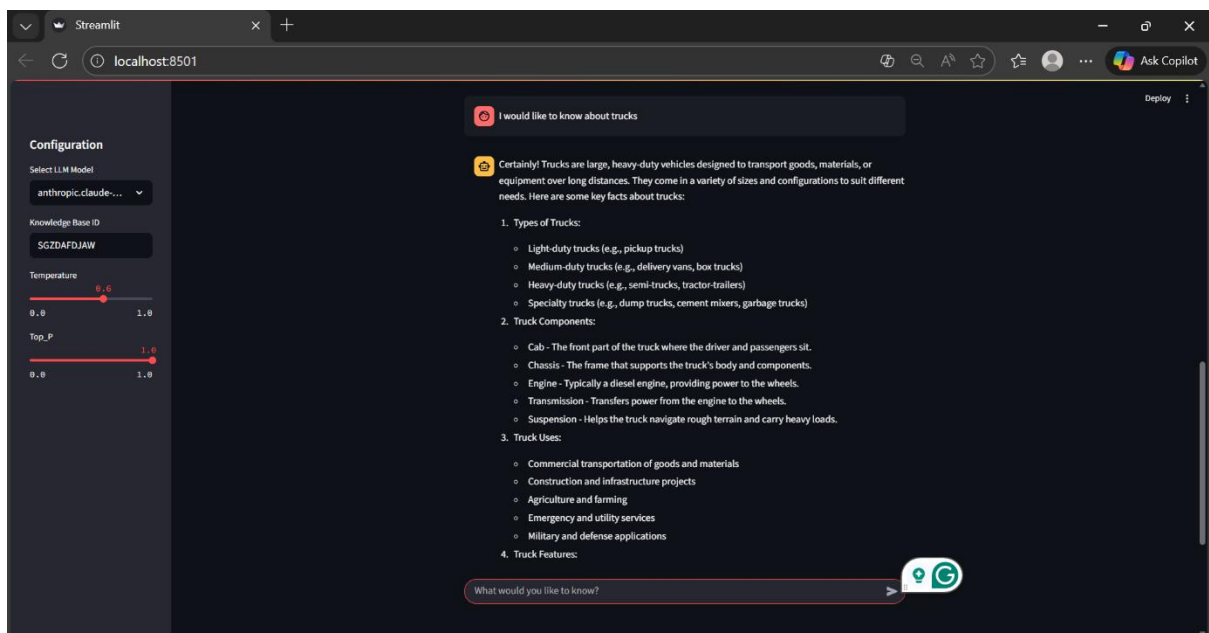 Streamlit
localhost:8501
Ask Copilot
Deploy
Configuration
Select LLM Model
anthropic.claude-...
Knowledge Base ID
SGZDAFDJAW
Temperature
0.6
0.0 1.0
Top_P
1.0
0.0 1.0
I would like to know about trucks
Certainly! Trucks are large, heavy-duty vehicles designed to transport goods, materials, or
equipment over long distances. They come in a variety of sizes and configurations to suit different
needs. Here are some key facts about trucks:
1. Types of Trucks:
Light-duty trucks (e.g., pickup trucks)
Medium-duty trucks (e.g., delivery vans, box trucks)
Heavy-duty trucks (e.g., semi-trucks, tractor-trailers)
Specialty trucks (e.g., dump trucks, cement mixers, garbage trucks)
2. Truck Components:
Cab - The front part of the truck where the driver and passengers sit.
Chassis - The frame that supports the truck's body and components.
Engine - Typically a diesel engine, providing power to the wheels.
Transmission - Transfers power from the engine to the wheels.
Suspension - Helps the truck navigate rough terrain and carry heavy loads.
3. Truck Uses:
Commercial transportation of goods and materials
Construction and infrastructure projects
Agriculture and farming
Emergency and utility services
Military and defense applications
4. Truck Features:
What would you like to know?